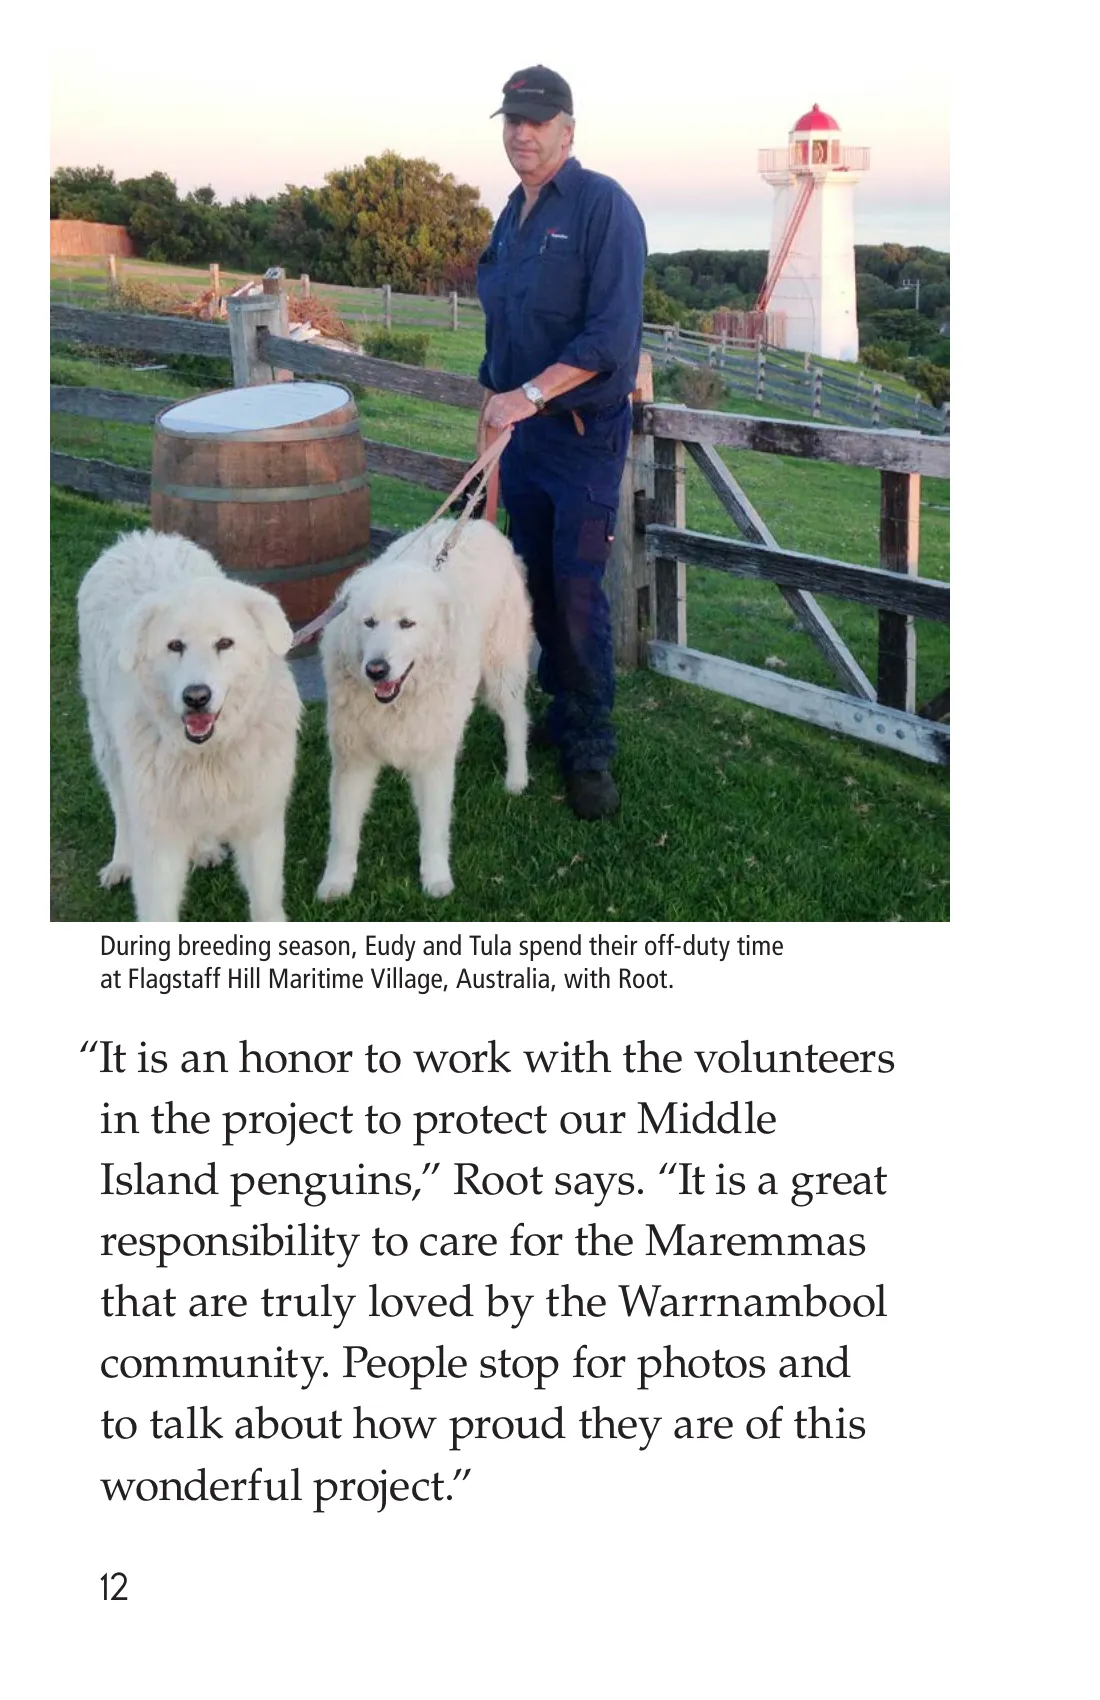 During breeding season, Eudy and Tula spend their off-duty time
at Flagstaff Hill Maritime Village, Australia, with Root.
“It is an honor to work with the volunteers
in the project to protect our Middle
Island penguins,” Root says. “It is a great
responsibility to care for the Maremmas
that are truly loved by the Warrnambool
community. People stop for photos and
to talk about how proud they are of this
wonderful project.”
12